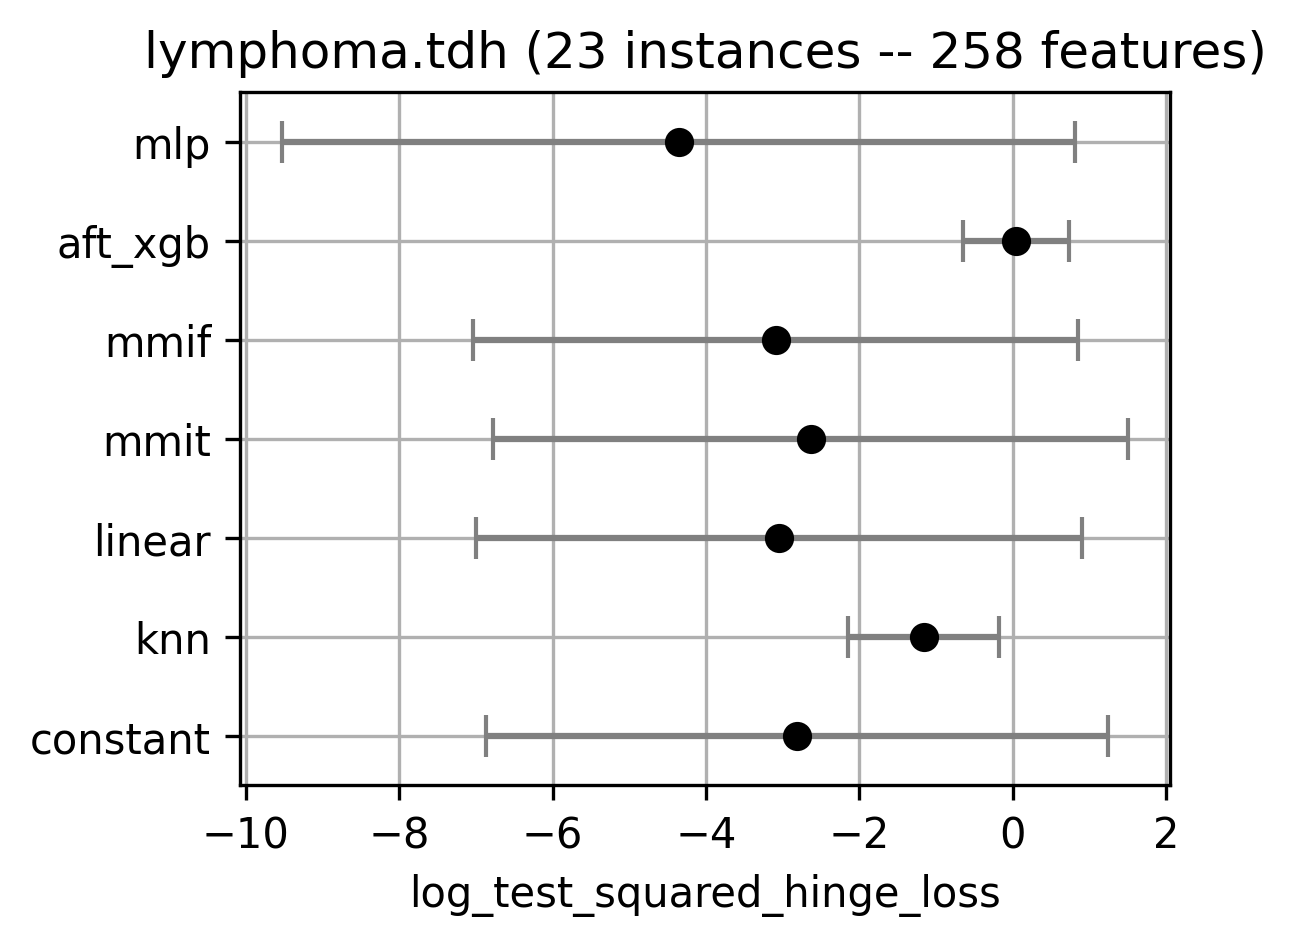 lymphoma.tdh (23 instances -- 258 features)
mlp
aft_xgb
mmif
mmit
linear
knn
constant
−10 −8 −6 −4 −2 0 2
log_test_squared_hinge_loss